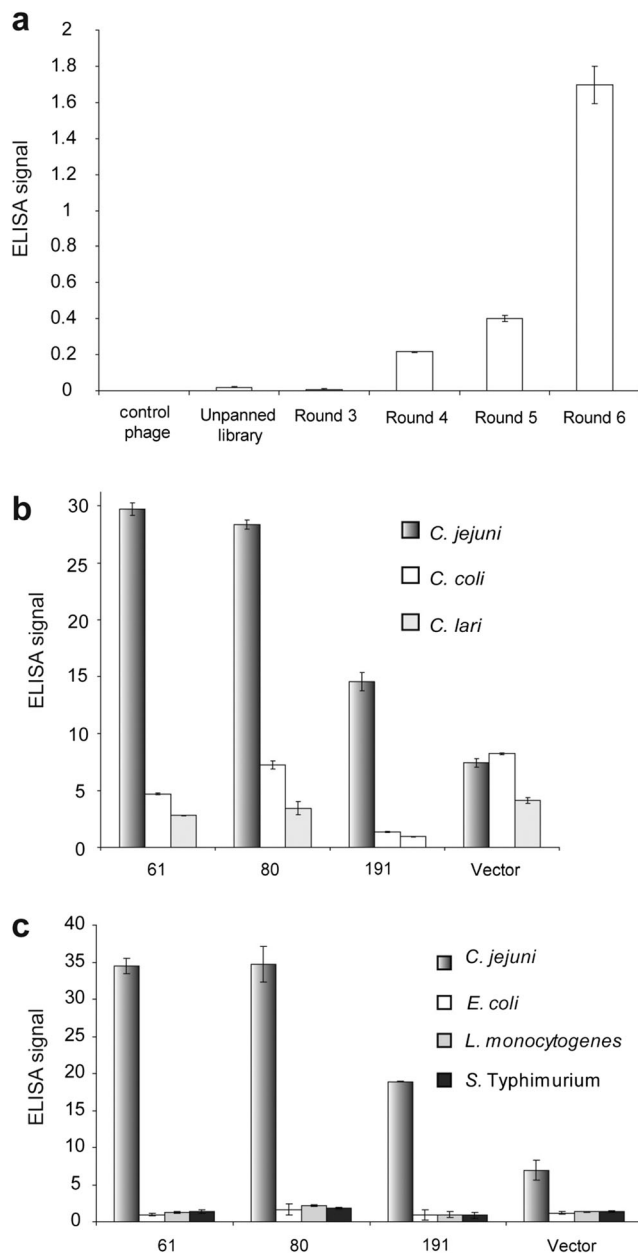 a
ELISA signal
2
1.8
1.6
1.4
1.2
1
0.8
0.6
0.4
0.2
0
control phage
Unpanned library
Round 3
Round 4
Round 5
Round 6
b
ELISA signal
30
25
20
15
10
5
0
C. jejuni
C. coli
C. lari
61
80
191
Vector
c
ELISA signal
40
35
30
25
20
15
10
5
0
C. jejuni
E. coli
L. monocytogenes
S. Typhimurium
61
80
191
Vector